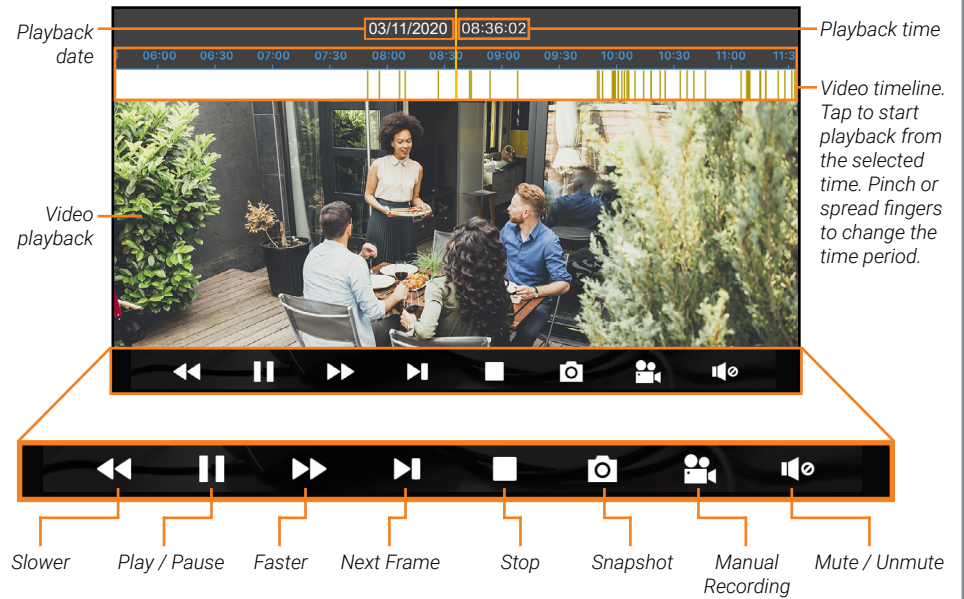 Playback
date
03/11/2020
08:36:02
Playback time
06:00 06:30 07:00 07:30 08:00 08:30 09:00 09:30 10:00 10:30 11:00 11:3
Video timeline.
Tap to start
playback from
the selected
time. Pinch or
spread fingers
to change the
time period.
Video
playback
Slower
Play / Pause
Faster
Next Frame
Stop
Snapshot
Manual
Recording
Mute / Unmute